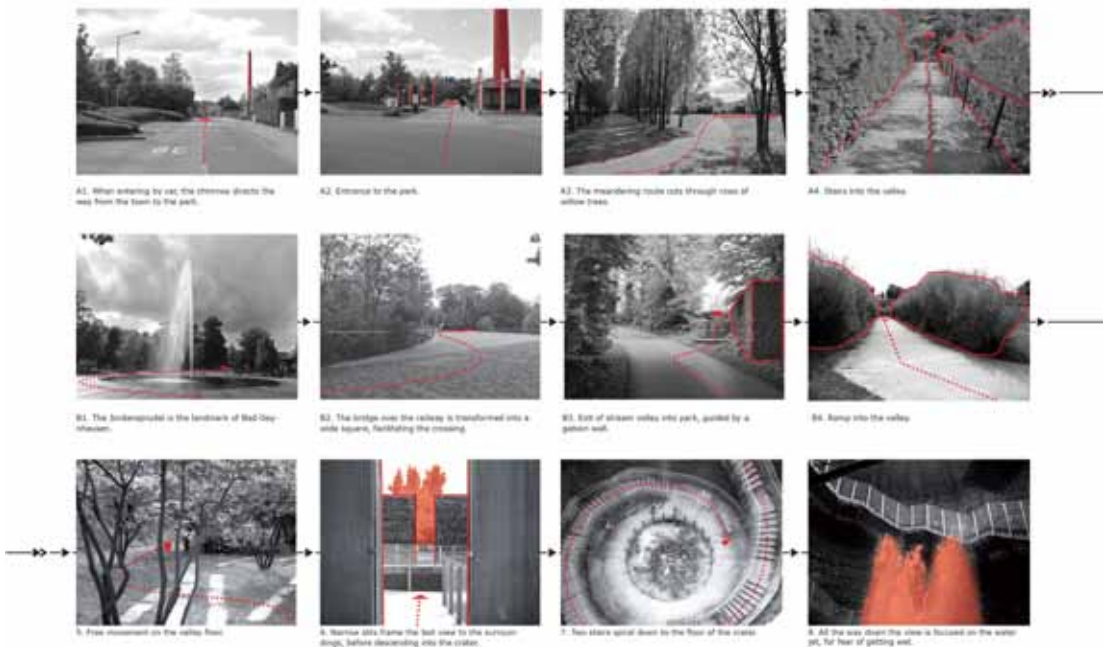 A1. When entering by car, the chimney directs the
way from the town to the park.
A2. Entrance to the park.
A3. The meandering route cuts through rows of
willow trees.
A4. Stairs into the valley.
B1. The Jordansprudel is the landmark of Bad Oey-
nhausen.
B2. The bridge over the railway is transformed into a
wide square, facilitating the crossing.
B3. Exit of stream valley into park, guided by a
gabion wall.
B4. Ramp into the valley.
5. Free movement on the valley floor.
6. Narrow slits frame the last view to the surroun-
dings, before descending into the crater.
7. Two stairs spiral down to the floor of the crater.
8. All the way down the view is focused on the water
jet, for fear of getting wet.